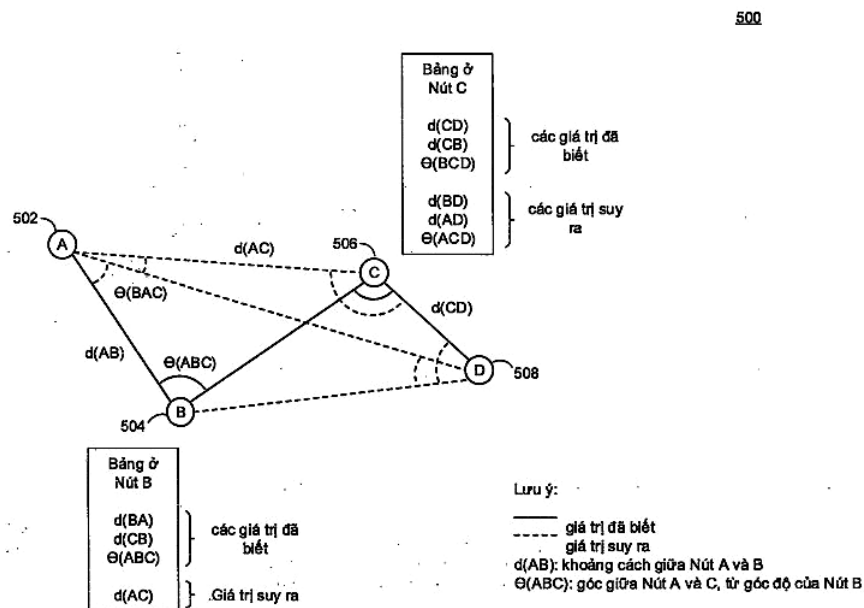 500
Bảng ở
Nút C
d(CD)
d(CB)
Θ(BCD)
các giá trị đã
biết
d(BD)
d(AD)
Θ(ACD)
các giá trị suy
ra
502
A
d(AC)
506
C
Θ(BAC)
d(CD)
d(AB)
Θ(ABC)
D
508
504
B
Bảng ở
Nút B
d(BA)
d(CB)
Θ(ABC)
các giá trị đã
biết
d(AC)
Giá trị suy ra
Lưu ý:
giá trị đã biết
giá trị suy ra
d(AB): khoảng cách giữa Nút A và B
Θ(ABC): góc giữa Nút A và C, từ góc độ của Nút B